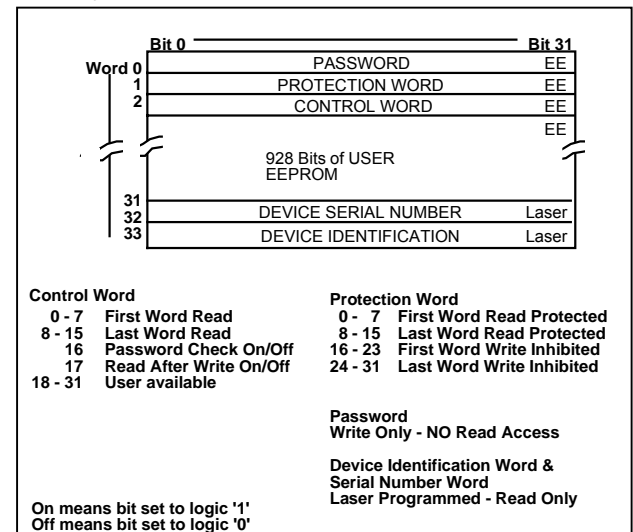 Bit 0 Bit 31
Word 0 PASSWORD EE
1 PROTECTION WORD EE
2 CONTROL WORD EE
EE
928 Bits of USER
EEPROM
31
32 DEVICE SERIAL NUMBER Laser
33 DEVICE IDENTIFICATION Laser
Control Word
0 - 7 First Word Read
8 - 15 Last Word Read
16 Password Check On/Off
17 Read After Write On/Off
18 - 31 User available
On means bit set to logic '1'
Off means bit set to logic '0'
Protection Word
0 - 7 First Word Read Protected
8 - 15 Last Word Read Protected
16 - 23 First Word Write Inhibited
24 - 31 Last Word Write Inhibited
Password
Write Only - NO Read Access
Device Identification Word &
Serial Number Word
Laser Programmed - Read Only